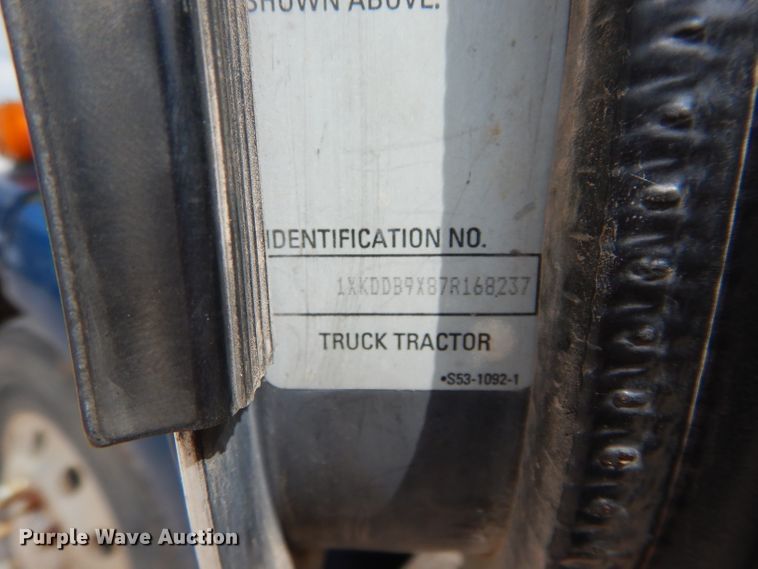 SHOWN ABOVE.
IDENTIFICATION NO.
1XKDDB9X87R168237
TRUCK TRACTOR
•S53-1092-1
Purple Wave Auction